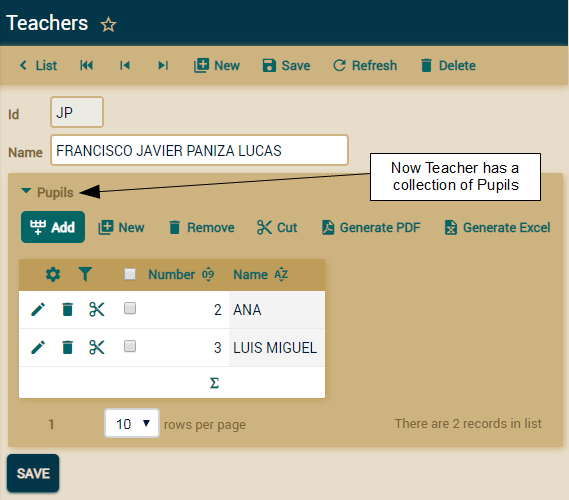 Teachers
List New Save Refresh Delete
Id JP
Name FRANCISCO JAVIER PANIZA LUCAS
Now Teacher has a
collection of Pupils
Pupils
Add New Remove Cut Generate PDF Generate Excel
Number 09 Name AZ
2 ANA
3 LUIS MIGUEL
Σ
1 10 rows per page There are 2 records in list
SAVE